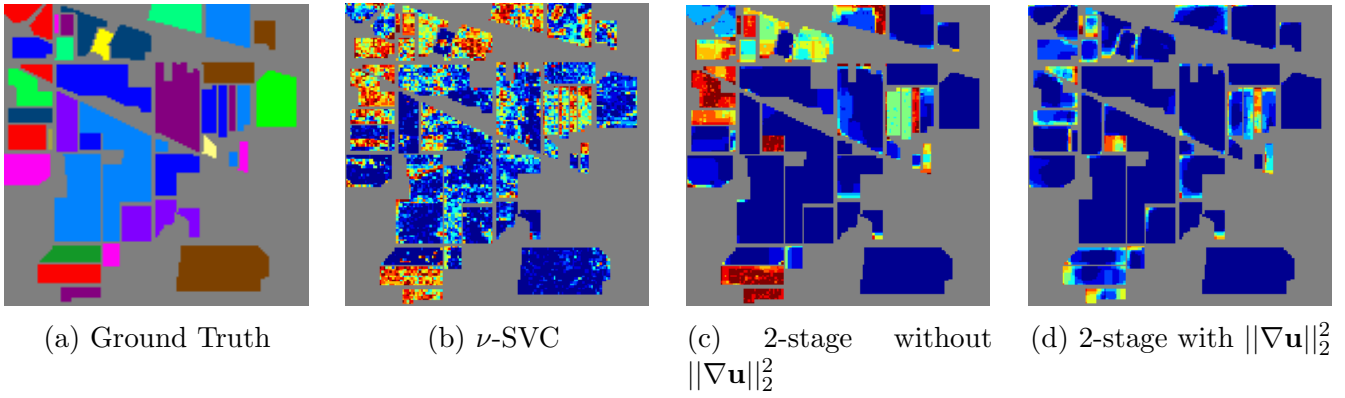 (a) Ground Truth
(b) ν-SVC
(c) 2-stage without
||∇u||₂²
(d) 2-stage with ||∇u||₂²